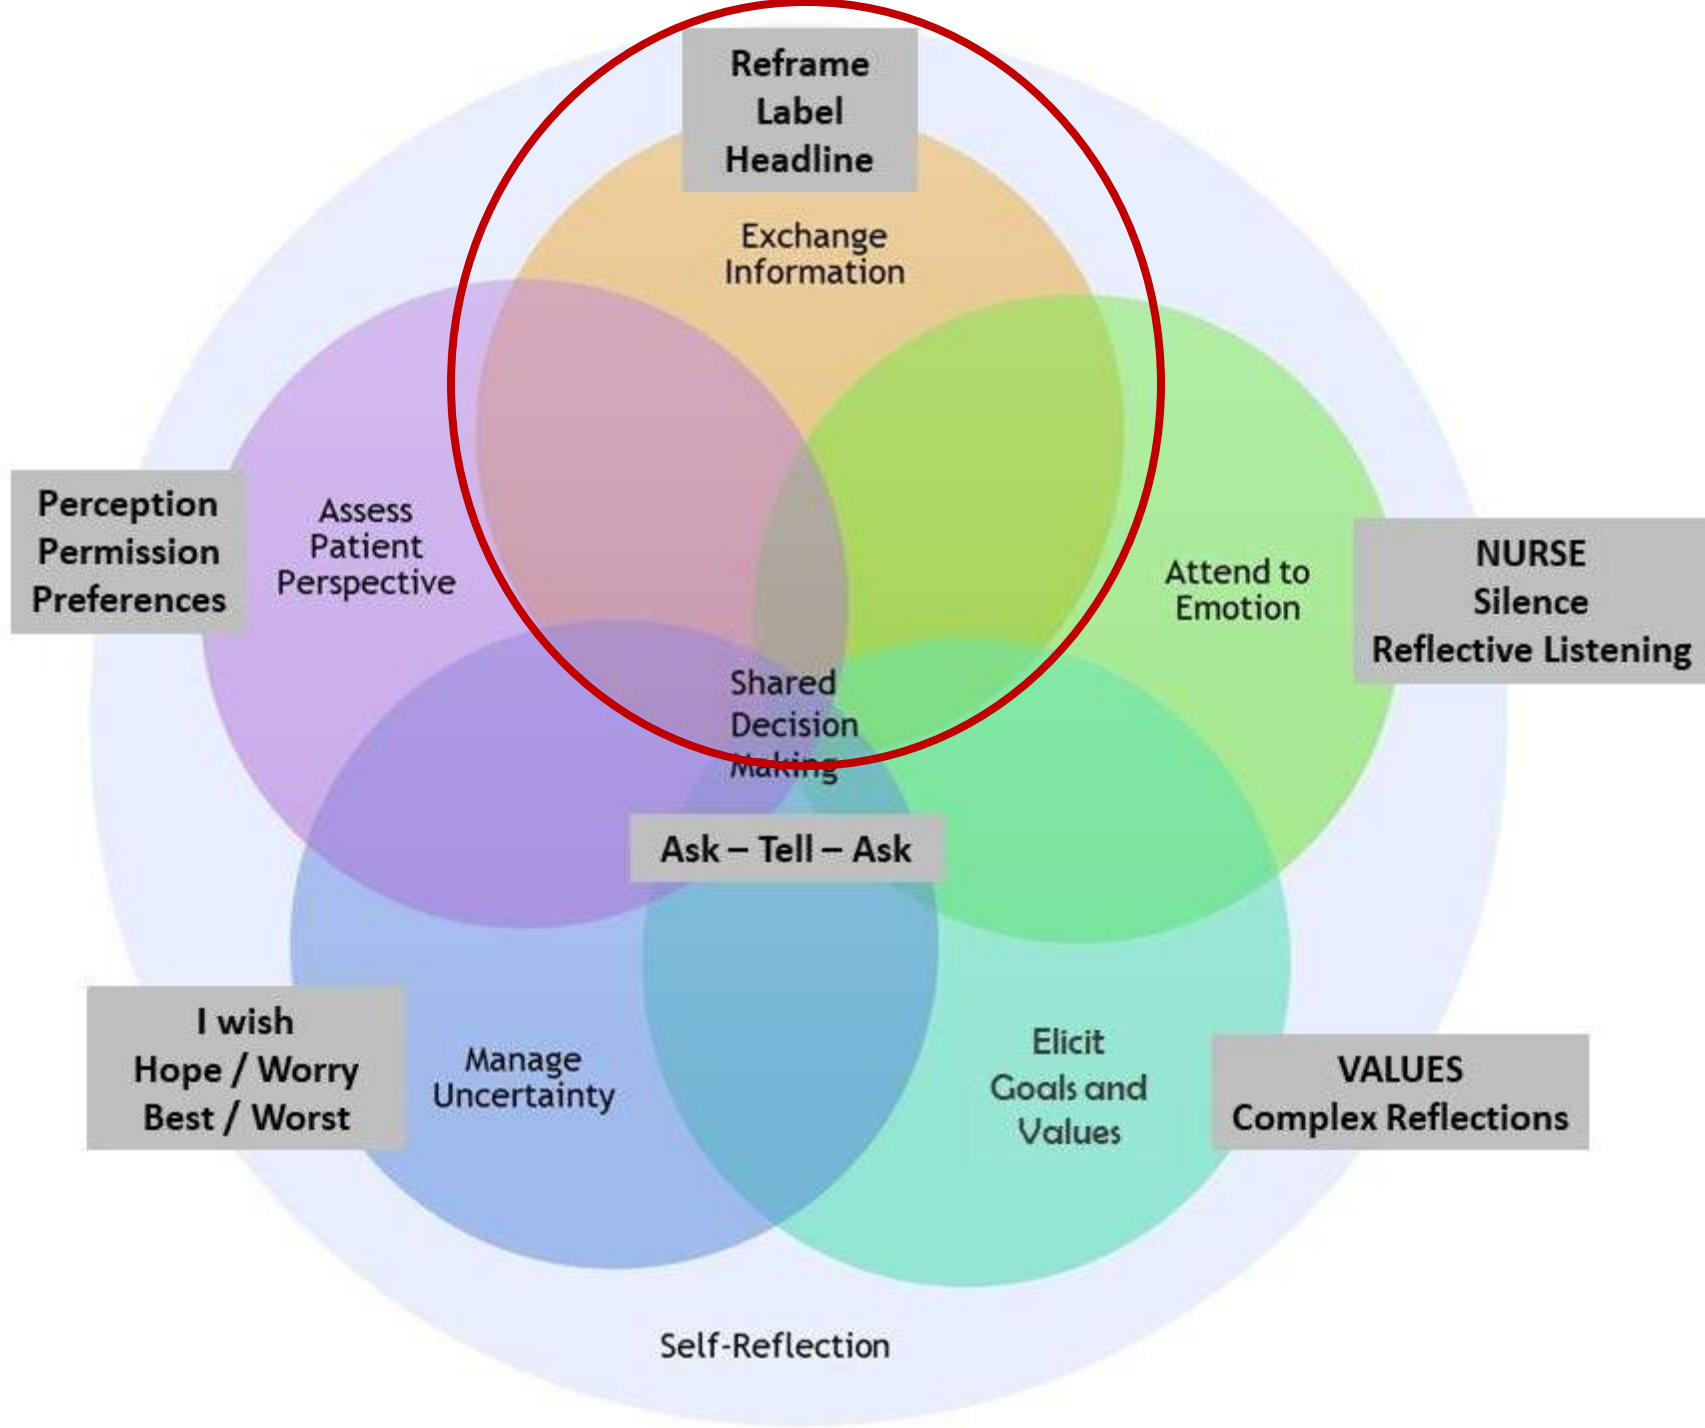 Reframe
Label
Headline
Exchange
Information
Perception
Permission
Preferences
Assess
Patient
Perspective
Attend to
Emotion
NURSE
Silence
Reflective Listening
Shared
Decision
Making
Ask – Tell – Ask
I wish
Hope / Worry
Best / Worst
Manage
Uncertainty
Elicit
Goals and
Values
VALUES
Complex Reflections
Self-Reflection